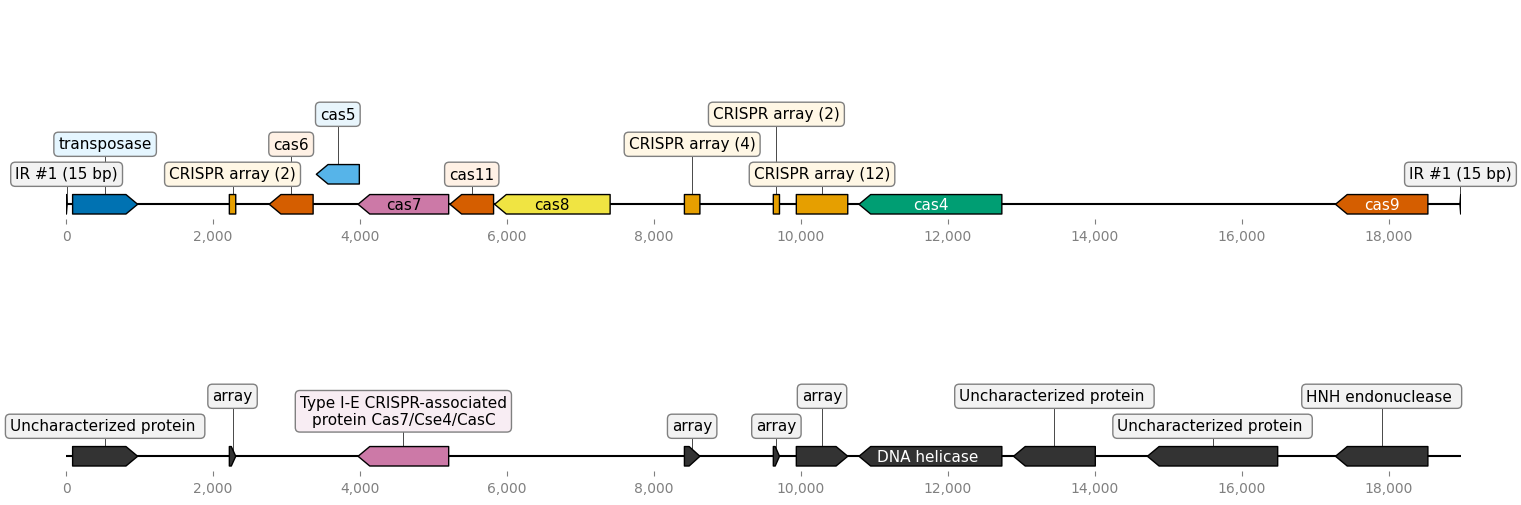 cas5
CRISPR array (2)
transposase
cas6
CRISPR array (4)
IR #1 (15 bp)
CRISPR array (2)
cas11
CRISPR array (12)
IR #1 (15 bp)
cas7
cas8
cas4
cas9
0
2,000
4,000
6,000
8,000
10,000
12,000
14,000
16,000
18,000
array
Type I-E CRISPR-associated
protein Cas7/Cse4/CasC
array
Uncharacterized protein
HNH endonuclease
Uncharacterized protein
array
array
Uncharacterized protein
DNA helicase
0
2,000
4,000
6,000
8,000
10,000
12,000
14,000
16,000
18,000